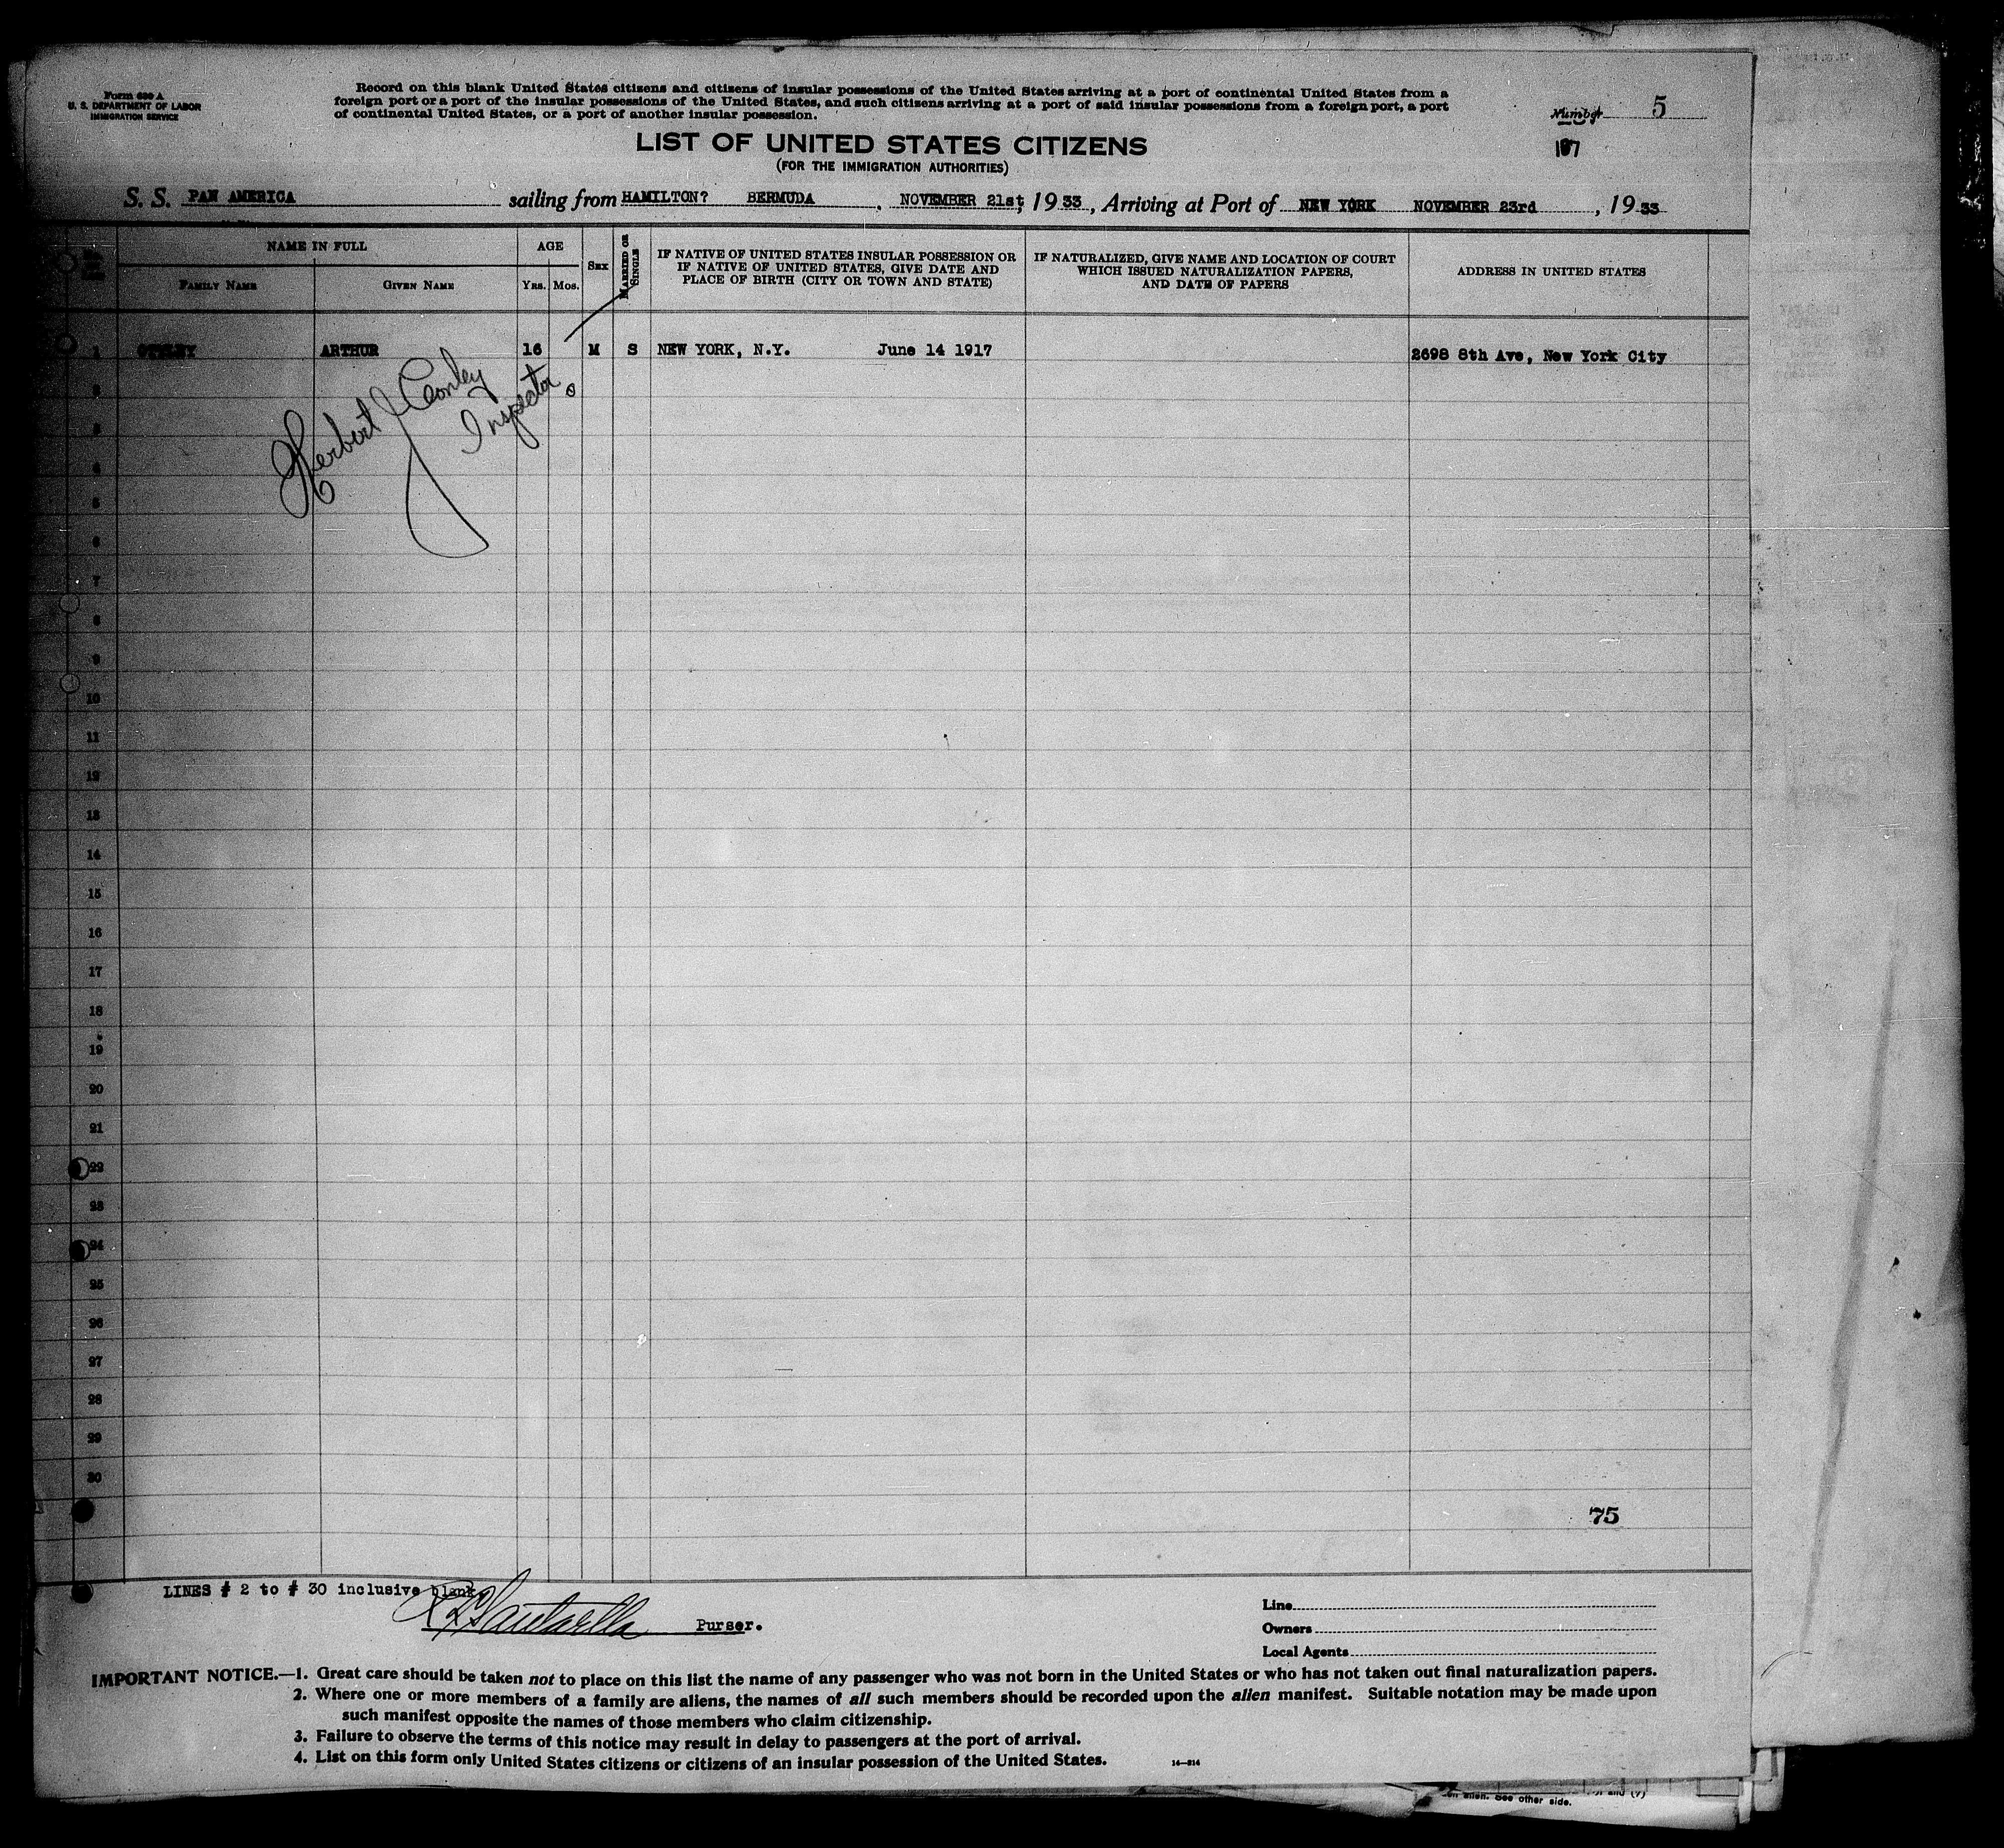 Form 630 A
U. S. DEPARTMENT OF LABOR
IMMIGRATION SERVICE
Record on this blank United States citizens and citizens of insular possessions of the United States arriving at a port of continental United States from a
foreign port or a port of the insular possessions of the United States, and such citizens arriving at a port of said insular possessions from a foreign port, a port
of continental United States, or a port of another insular possession.
Number 5
LIST OF UNITED STATES CITIZENS
(FOR THE IMMIGRATION AUTHORITIES)
S. S. PAN AMERICA sailing from HAMILTON? BERMUDA, NOVEMBER 21st, 1933, Arriving at Port of NEW YORK NOVEMBER 23rd, 1933
NAME IN FULL
FAMILY NAME
GIVEN NAME
AGE
YRS.
MOS.
SEX
MARRIED OR SINGLE
IF NATIVE OF UNITED STATES INSULAR POSSESSION OR
IF NATIVE OF UNITED STATES, GIVE DATE AND
PLACE OF BIRTH (CITY OR TOWN AND STATE)
IF NATURALIZED, GIVE NAME AND LOCATION OF COURT
WHICH ISSUED NATURALIZATION PAPERS,
AND DATE OF PAPERS
ADDRESS IN UNITED STATES
1 OTTLEY ARTHUR 16 M S NEW YORK, N.Y. June 14 1917 2698 8th Ave, New York City
Herbert J Conley
Inspector
2
3
4
5
6
7
8
9
10
11
12
13
14
15
16
17
18
19
20
21
22
23
24
25
26
27
28
29
30
75
LINES # 2 to # 30 inclusive blank
Purser.
Line
Owners
Local Agents
IMPORTANT NOTICE.—1. Great care should be taken not to place on this list the name of any passenger who was not born in the United States or who has not taken out final naturalization papers.
2. Where one or more members of a family are aliens, the names of all such members should be recorded upon the alien manifest. Suitable notation may be made upon
such manifest opposite the names of those members who claim citizenship.
3. Failure to observe the terms of this notice may result in delay to passengers at the port of arrival.
4. List on this form only United States citizens or citizens of an insular possession of the United States.
14—214
See other side.